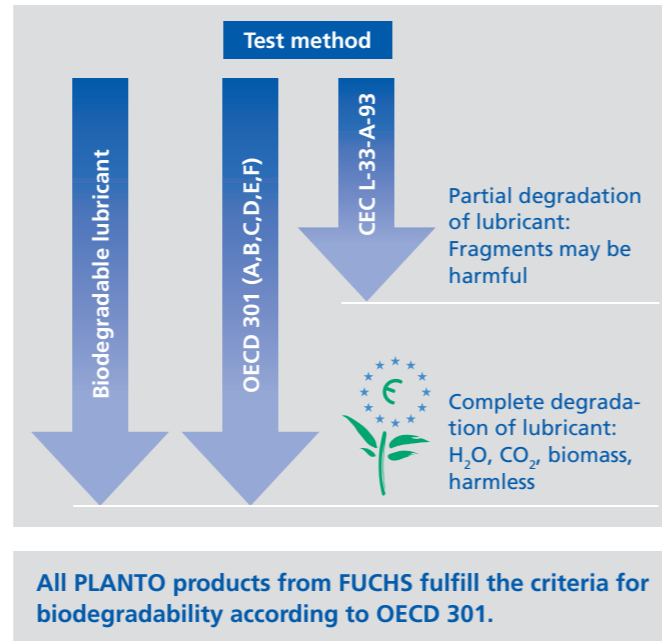 Test method
Biodegradable lubricant
OECD 301 (A,B,C,D,E,F)
CEC L-33-A-93
Partial degradation
of lubricant:
Fragments may be
harmful
Complete degrada-
tion of lubricant:
H₂O, CO₂, biomass,
harmless
All PLANTO products from FUCHS fulfill the criteria for
biodegradability according to OECD 301.